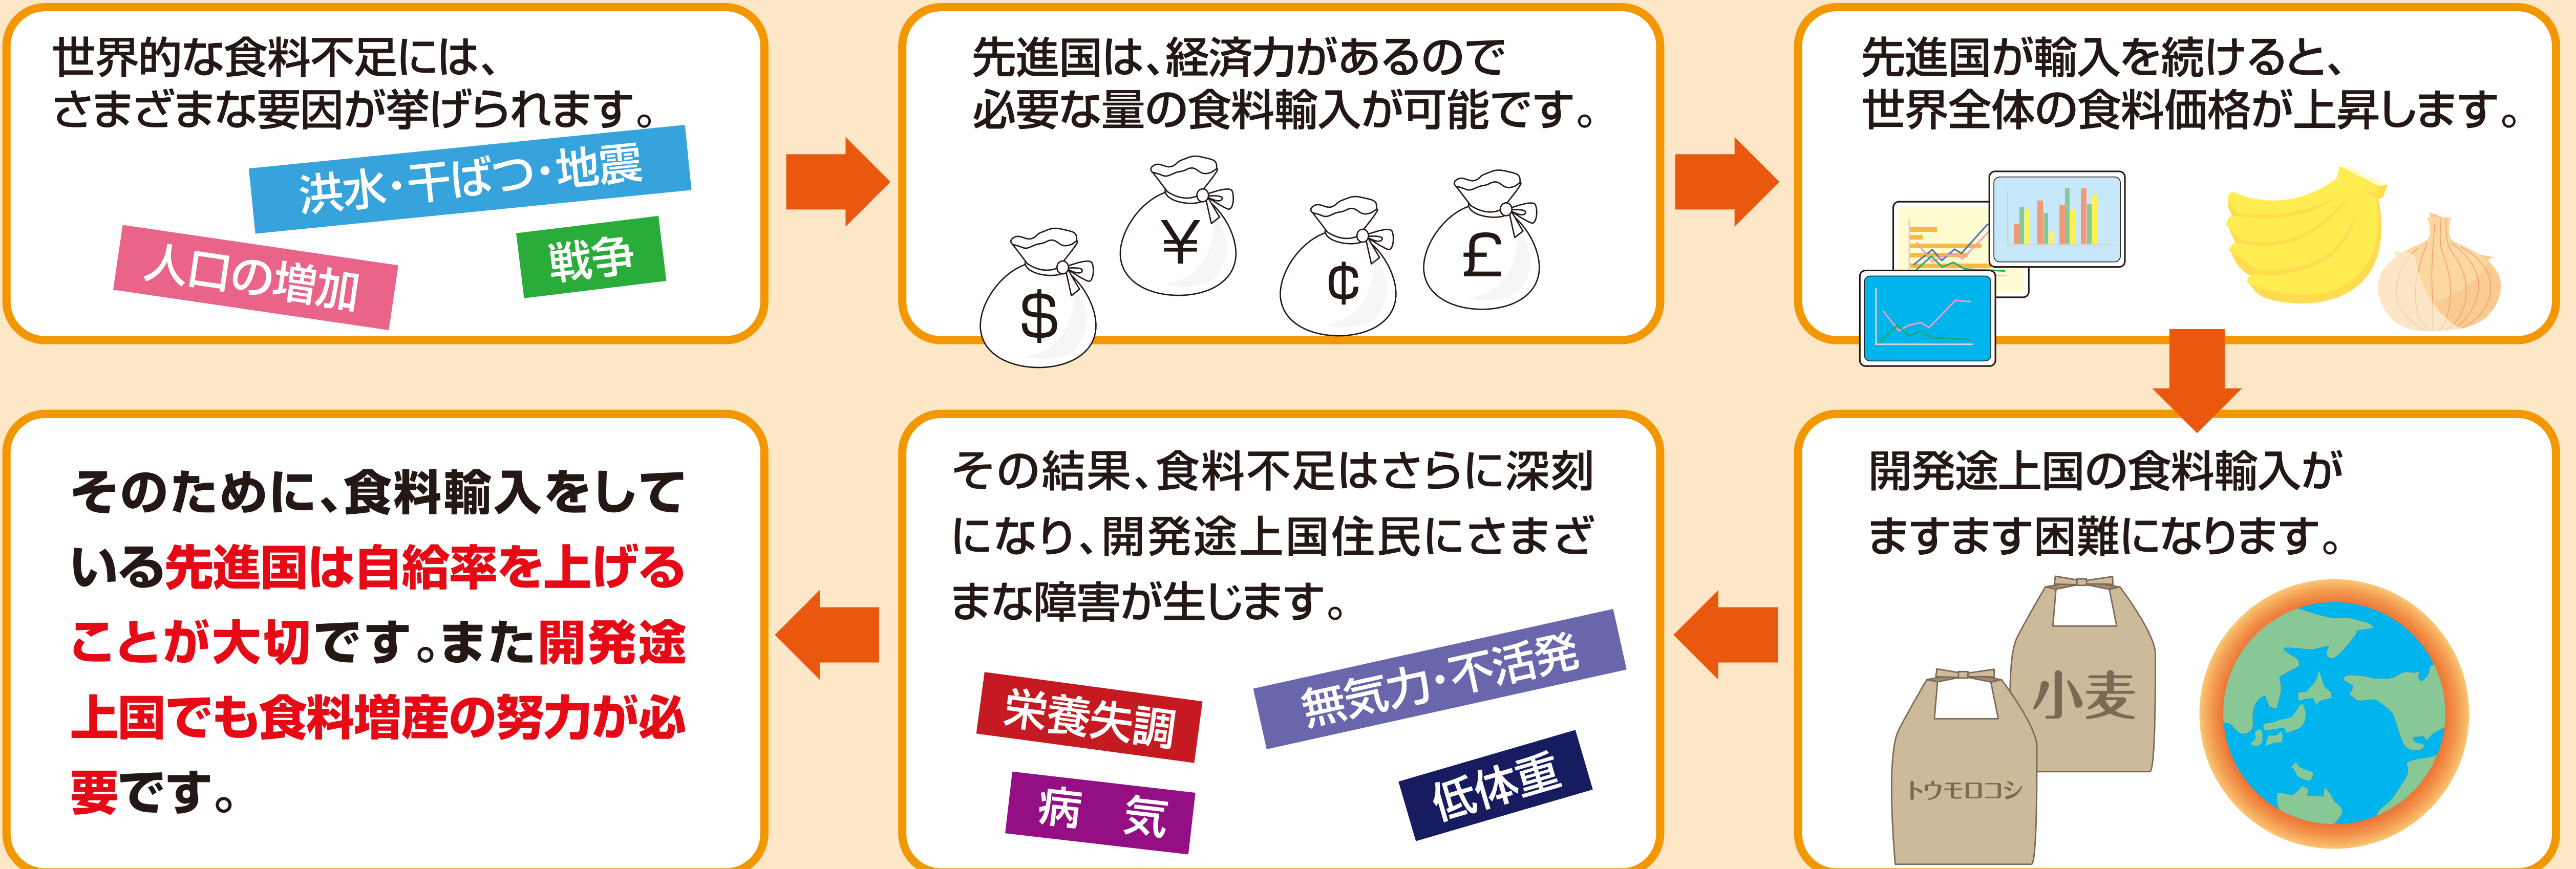 世界的な食料不足には、
さまざまな要因が挙げられます。
洪水・干ばつ・地震
人口の増加
戦争
先進国は、経済力があるので
必要な量の食料輸入が可能です。
$
¥
¢
£
先進国が輸入を続けると、
世界全体の食料価格が上昇します。
開発途上国の食料輸入が
ますます困難になります。
小麦
トウモロコシ
その結果、食料不足はさらに深刻
になり、開発途上国住民にさまざ
まな障害が生じます。
栄養失調
無気力・不活発
病　気
低体重
そのために、食料輸入をして
いる先進国は自給率を上げる
ことが大切です。また開発途
上国でも食料増産の努力が必
要です。